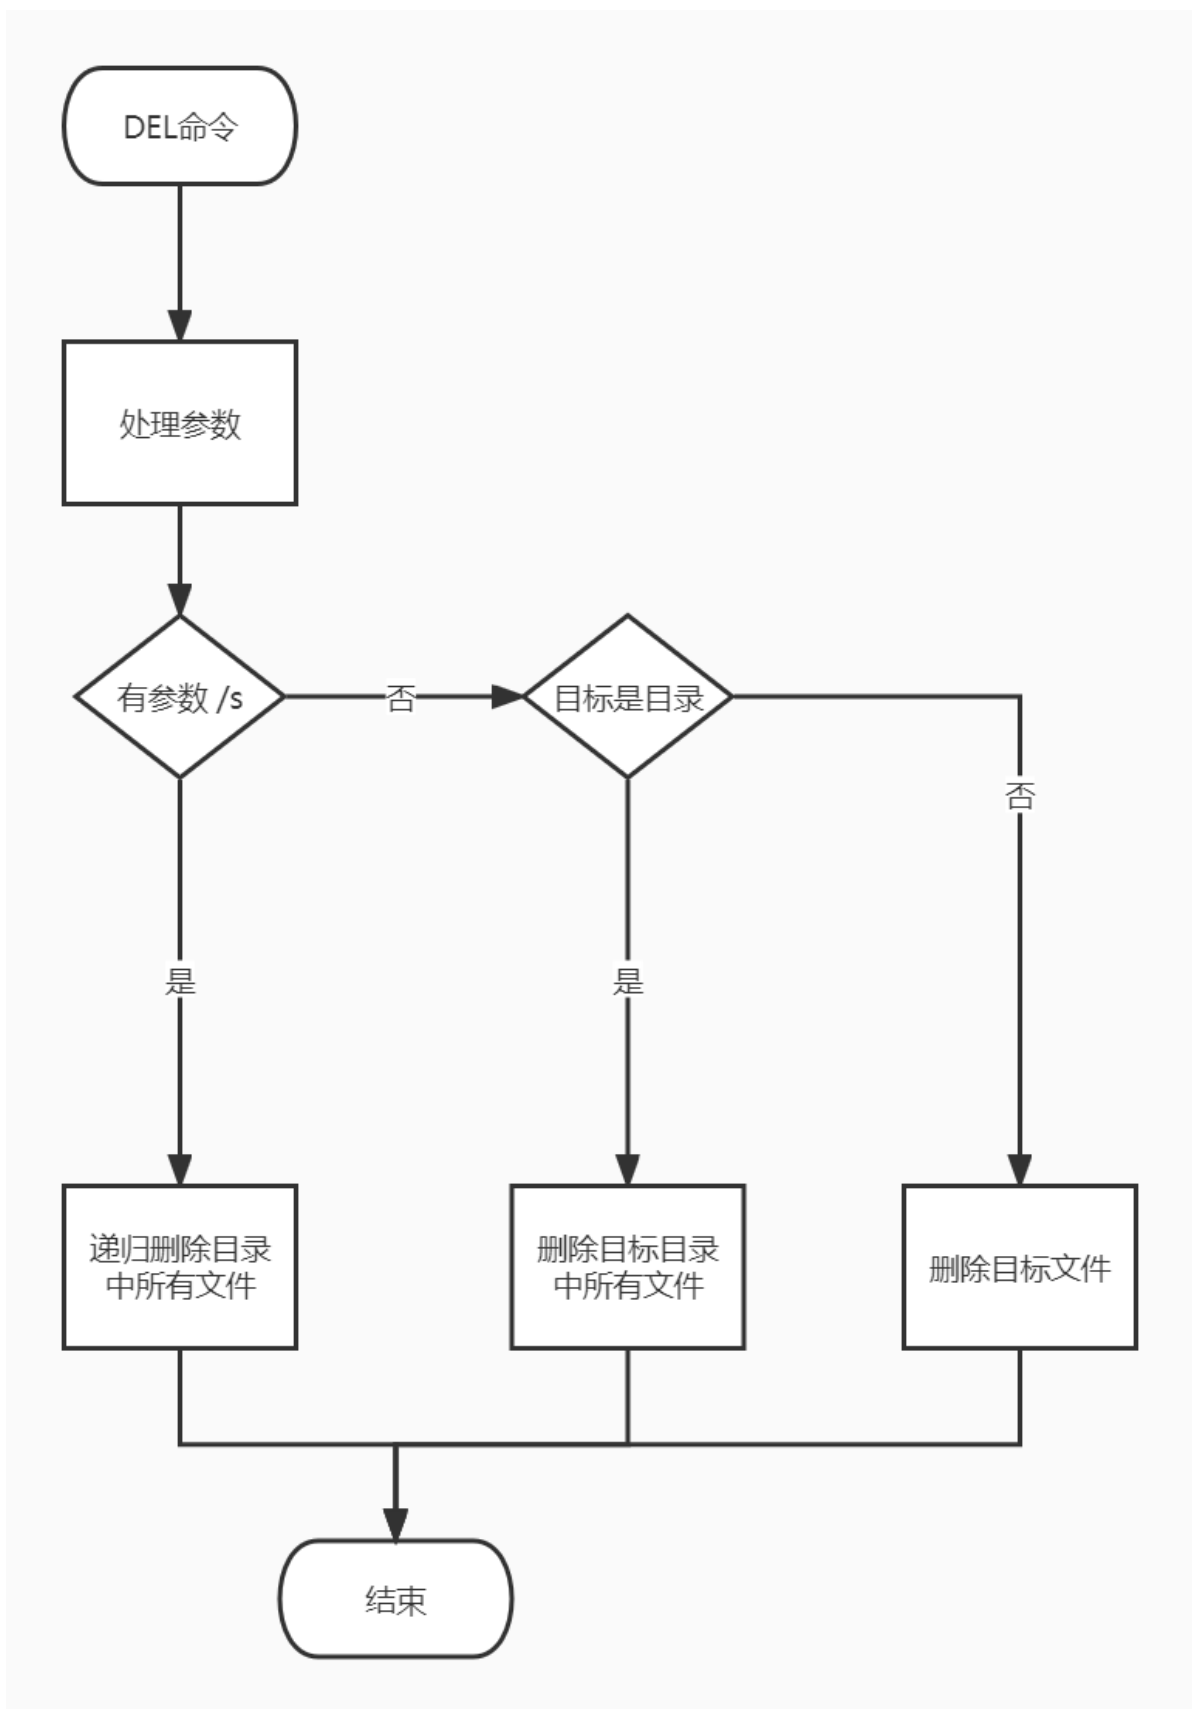 DEL命令
处理参数
有参数 /s
否
目标是目录
否
是
是
递归删除目录
中所有文件
删除目标目录
中所有文件
删除目标文件
结束